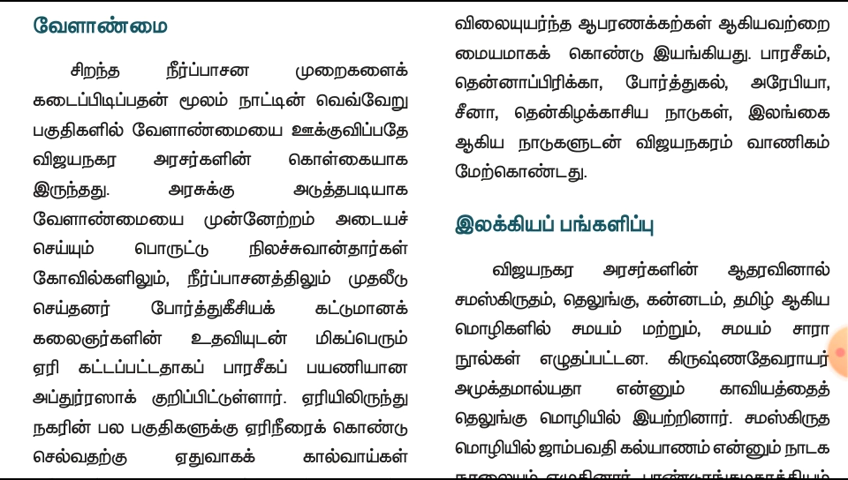 வேளாண்மை
சிறந்த நீர்ப்பாசன முறைகளைக்
கடைப்பிடிப்பதன் மூலம் நாட்டின் வெவ்வேறு
பகுதிகளில் வேளாண்மையை ஊக்குவிப்பதே
விஜயநகர அரசர்களின் கொள்கையாக
இருந்தது. அரசுக்கு அடுத்தபடியாக
வேளாண்மையை முன்னேற்றம் அடையச்
செய்யும் பொருட்டு நிலச்சுவான்தார்கள்
கோவில்களிலும், நீர்ப்பாசனத்திலும் முதலீடு
செய்தனர் போர்த்துகீசியக் கட்டுமானக்
கலைஞர்களின் உதவியுடன் மிகப்பெரும்
ஏரி கட்டப்பட்டதாகப் பாரசீகப் பயணியான
அப்துர்ரஸாக் குறிப்பிட்டுள்ளார். ஏரியிலிருந்து
நகரின் பல பகுதிகளுக்கு ஏரிநீரைக் கொண்டு
செல்வதற்கு ஏதுவாகக் கால்வாய்கள்
விலையுயர்ந்த ஆபரணக்கற்கள் ஆகியவற்றை
மையமாகக் கொண்டு இயங்கியது. பாரசீகம்,
தென்னாப்பிரிக்கா, போர்த்துகல், அரேபியா,
சீனா, தென்கிழக்காசிய நாடுகள், இலங்கை
ஆகிய நாடுகளுடன் விஜயநகரம் வாணிகம்
மேற்கொண்டது.
இலக்கியப் பங்களிப்பு
விஜயநகர அரசர்களின் ஆதரவினால்
சமஸ்கிருதம், தெலுங்கு, கன்னடம், தமிழ் ஆகிய
மொழிகளில் சமயம் மற்றும், சமயம் சாரா
நூல்கள் எழுதப்பட்டன. கிருஷ்ணதேவராயர்
அமுக்தமால்யதா என்னும் காவியத்தைத்
தெலுங்கு மொழியில் இயற்றினார். சமஸ்கிருத
மொழியில் ஜாம்பவதி கல்யாணம் என்னும் நாடக